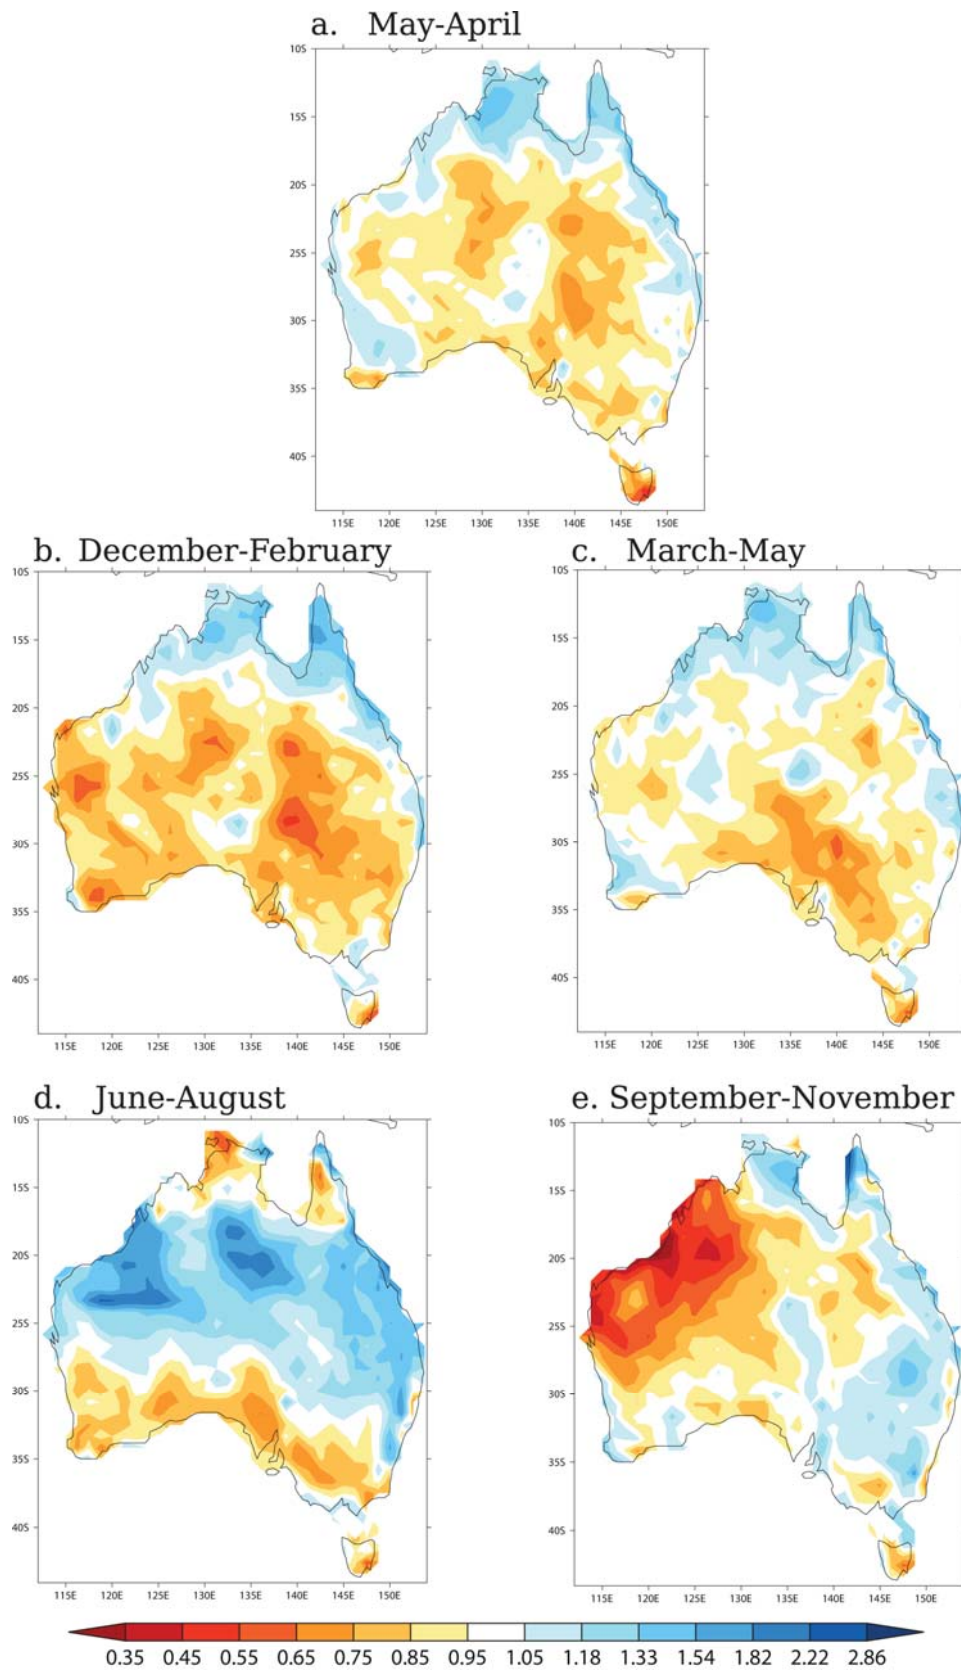 a. May-April
10S
15S
20S
25S
30S
35S
40S
115E 120E 125E 130E 135E 140E 145E 150E
b. December-February
10S
15S
20S
25S
30S
35S
40S
115E 120E 125E 130E 135E 140E 145E 150E
c. March-May
10S
15S
20S
25S
30S
35S
40S
115E 120E 125E 130E 135E 140E 145E 150E
d. June-August
10S
15S
20S
25S
30S
35S
40S
115E 120E 125E 130E 135E 140E 145E 150E
e. September-November
10S
15S
20S
25S
30S
35S
40S
115E 120E 125E 130E 135E 140E 145E 150E
0.35 0.45 0.55 0.65 0.75 0.85 0.95 1.05 1.18 1.33 1.54 1.82 2.22 2.86